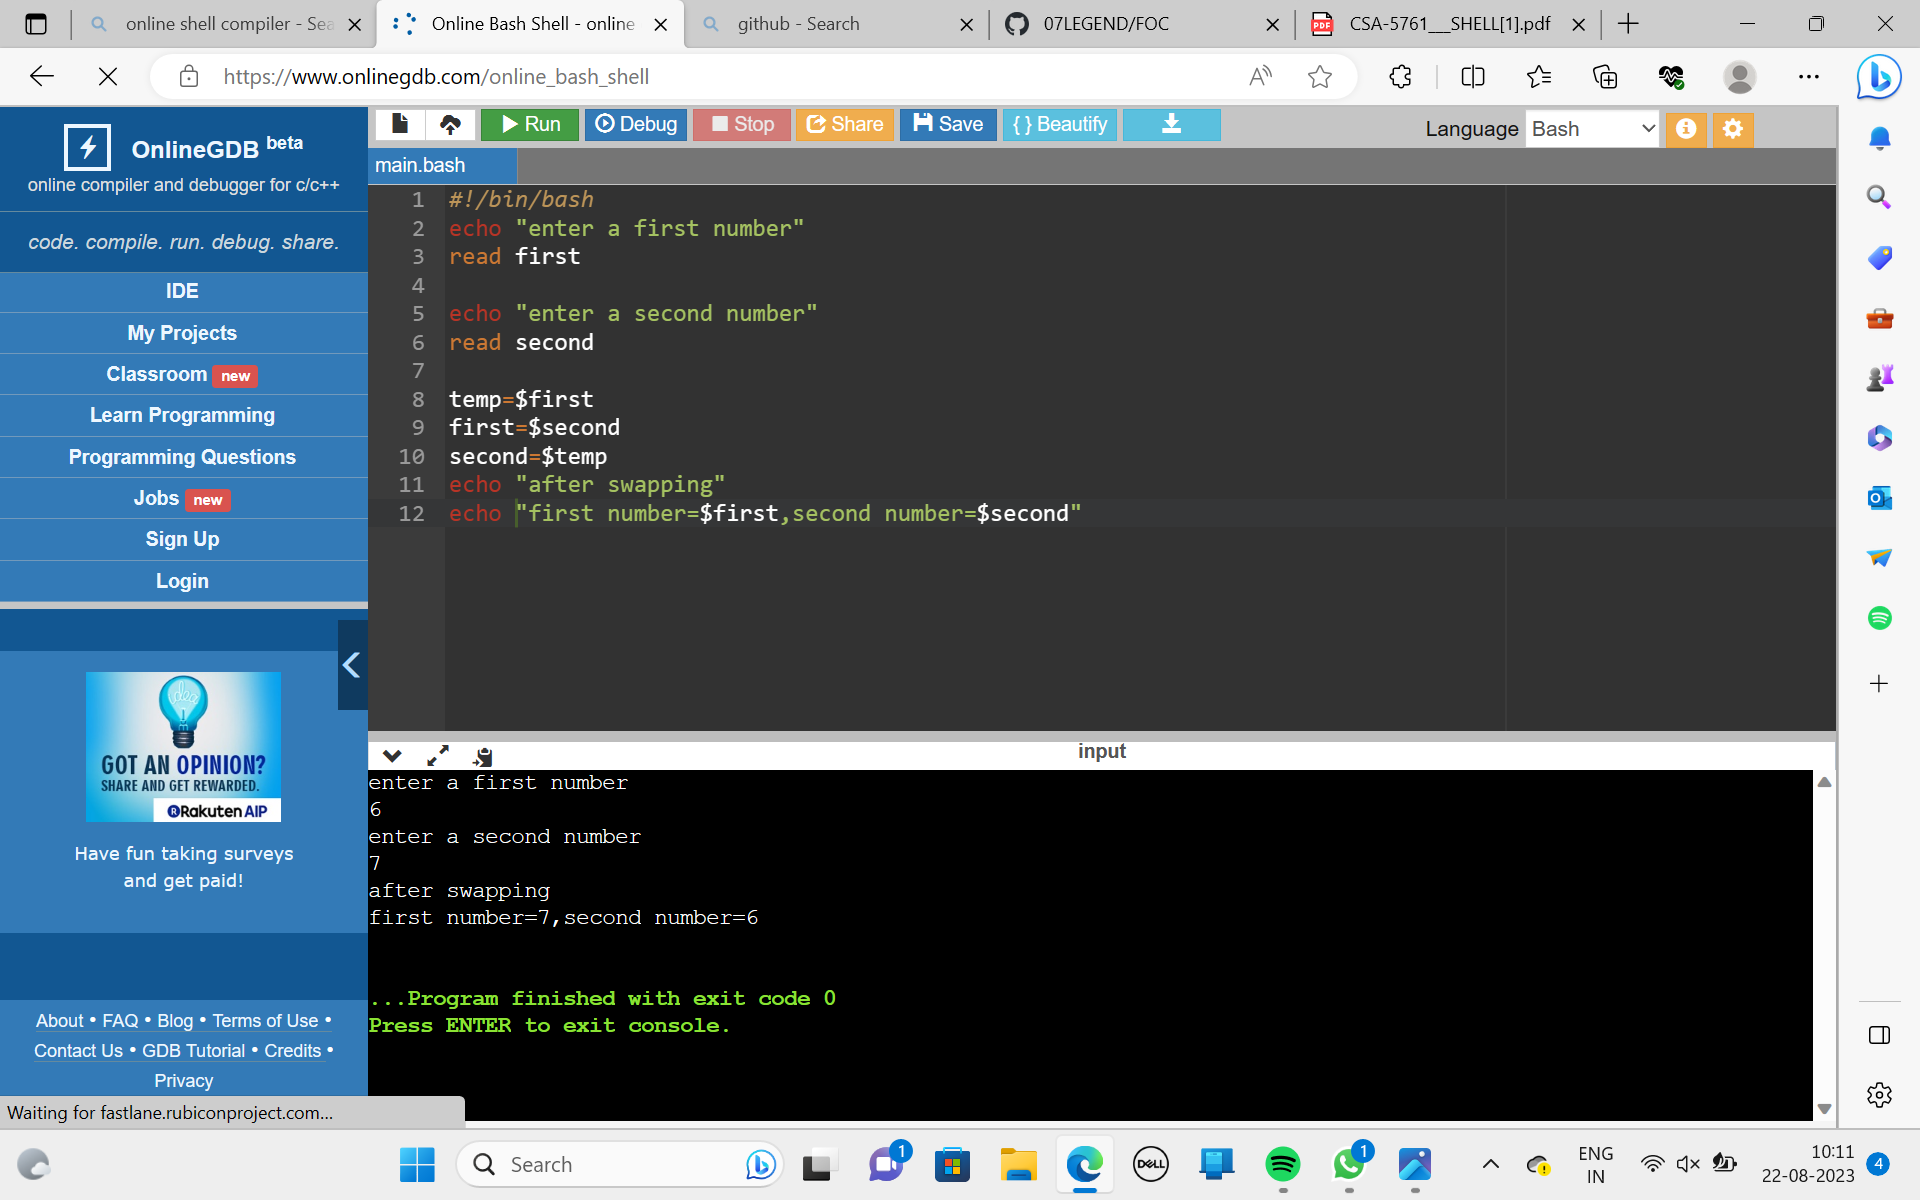 online shell compiler - Sea
Online Bash Shell - online
github - Search
07LEGEND/FOC
PDF
CSA-5761___SHELL[1].pdf
https://www.onlinegdb.com/online_bash_shell
OnlineGDB beta
online compiler and debugger for c/c++
code. compile. run. debug. share.
IDE
My Projects
Classroom new
Learn Programming
Programming Questions
Jobs new
Sign Up
Login
idea
GOT AN OPINION?
SHARE AND GET REWARDED.
Rakuten AIP
Have fun taking surveys
and get paid!
About • FAQ • Blog • Terms of Use •
Contact Us • GDB Tutorial • Credits •
Privacy
Waiting for fastlane.rubiconproject.com...
Run
Debug
Stop
Share
Save
{ } Beautify
Language Bash
main.bash
1 #!/bin/bash
2 echo "enter a first number"
3 read first
4
5 echo "enter a second number"
6 read second
7
8 temp=$first
9 first=$second
10 second=$temp
11 echo "after swapping"
12 echo "first number=$first,second number=$second"
input
enter a first number
6
enter a second number
7
after swapping
first number=7,second number=6
...Program finished with exit code 0
Press ENTER to exit console.
Search
1
DELL
1
ENG
IN
10:11
22-08-2023
4